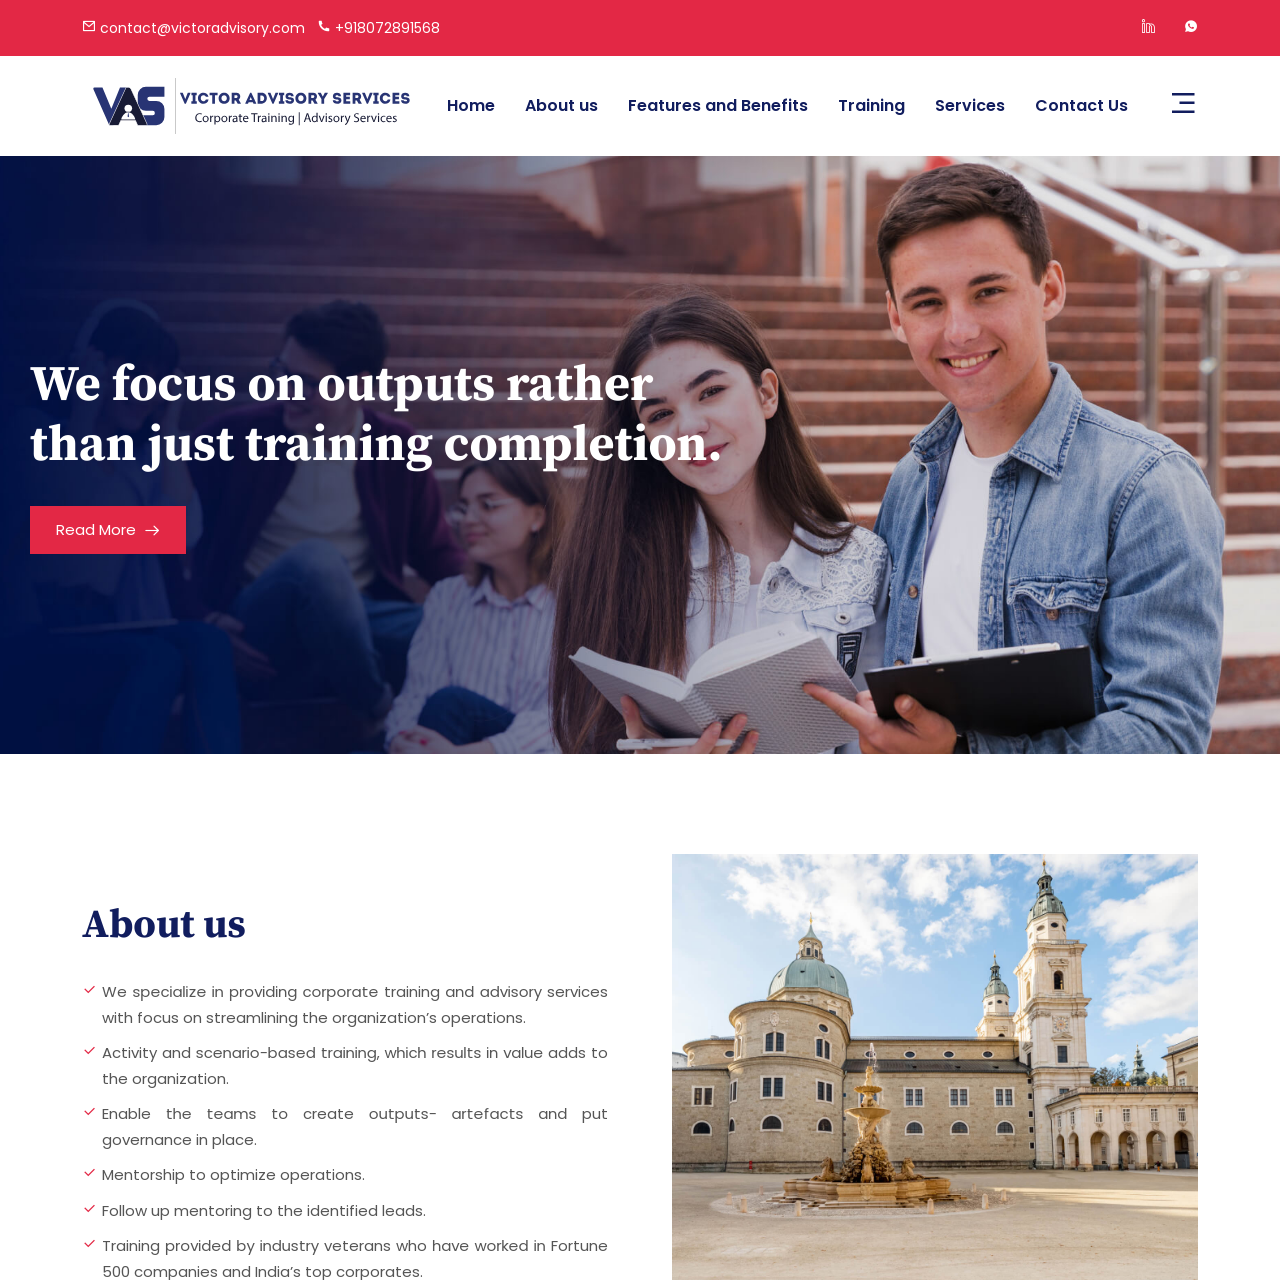 contact@victoradvisory.com +918072891568
VAS VICTOR ADVISORY SERVICES
Corporate Training | Advisory Services
Home About us Features and Benefits Training Services Contact Us
We focus on outputs rather
than just training completion.
Read More
About us
We specialize in providing corporate training and advisory services
with focus on streamlining the organization’s operations.
Activity and scenario-based training, which results in value adds to
the organization.
Enable the teams to create outputs- artefacts and put
governance in place.
Mentorship to optimize operations.
Follow up mentoring to the identified leads.
Training provided by industry veterans who have worked in Fortune
500 companies and India’s top corporates.